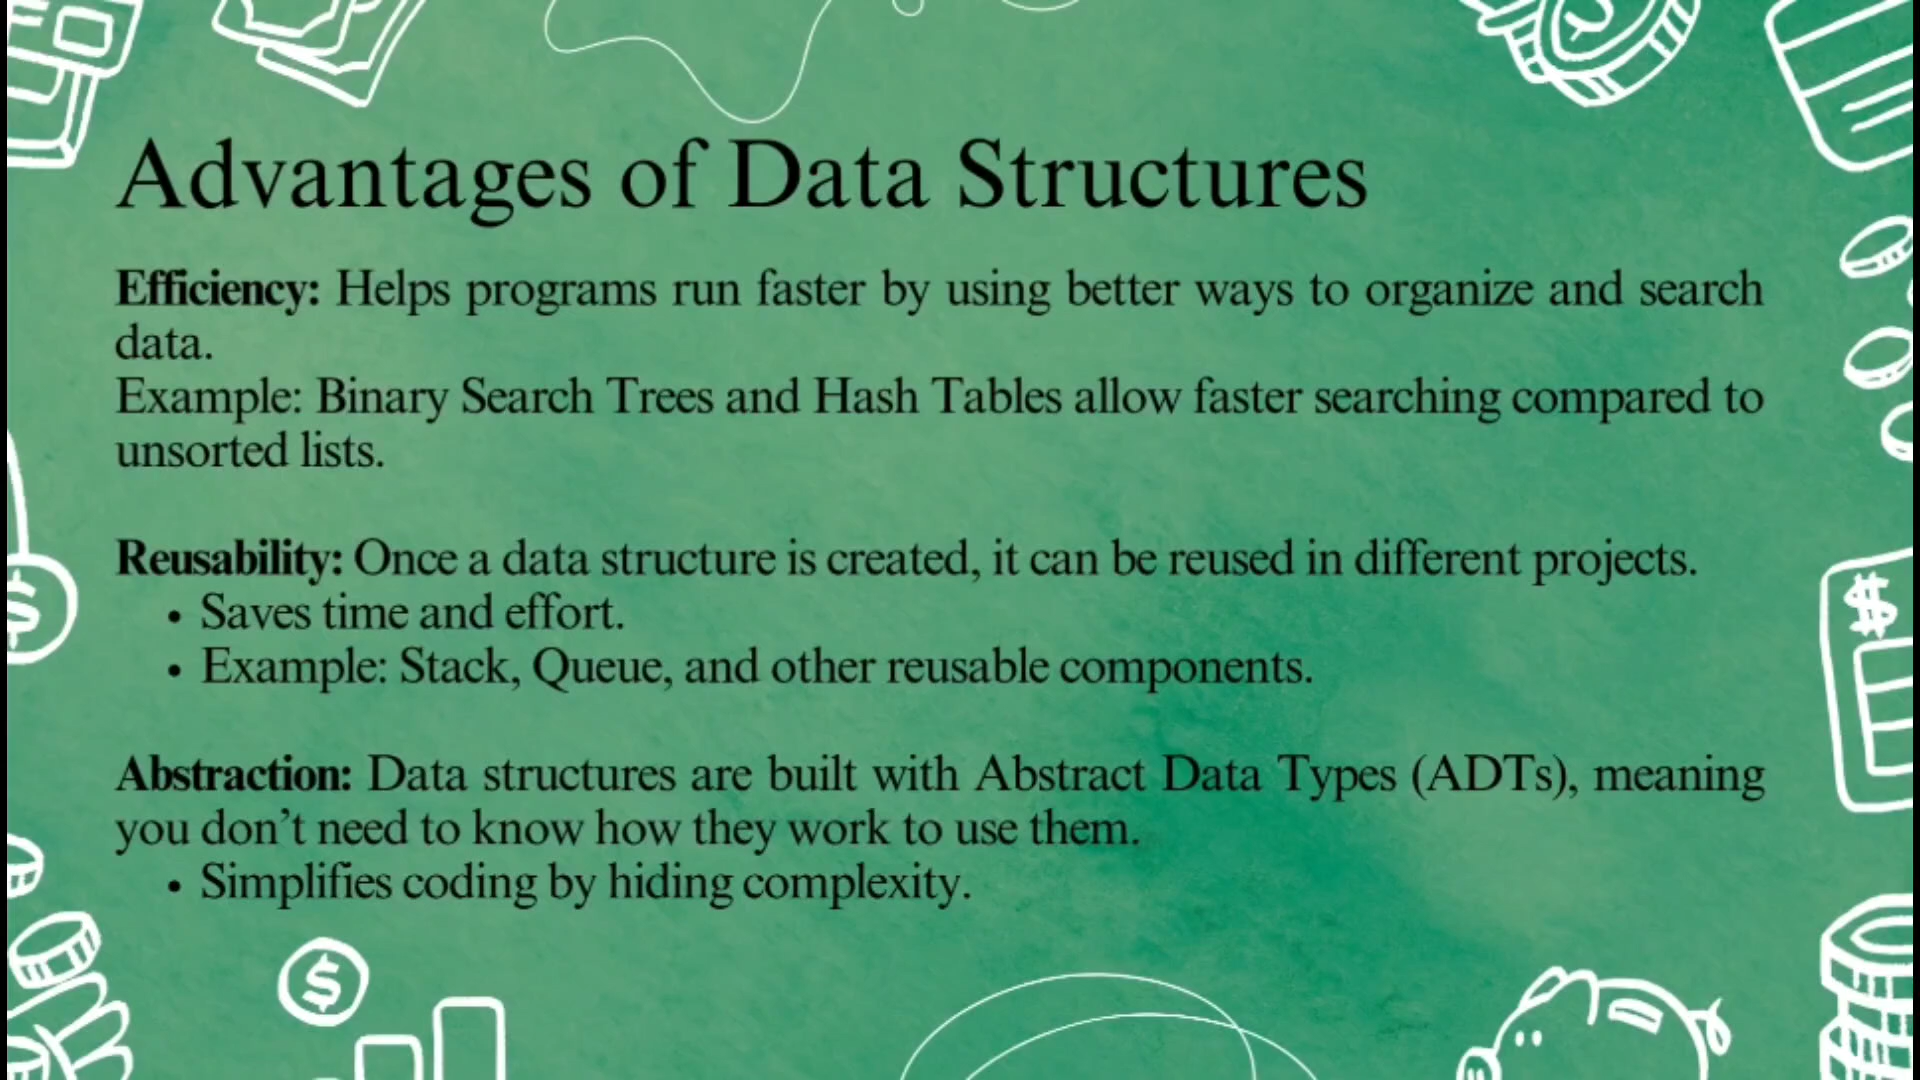 Advantages of Data Structures
Efficiency: Helps programs run faster by using better ways to organize and search
data.
Example: Binary Search Trees and Hash Tables allow faster searching compared to
unsorted lists.
Reusability: Once a data structure is created, it can be reused in different projects.
• Saves time and effort.
• Example: Stack, Queue, and other reusable components.
Abstraction: Data structures are built with Abstract Data Types (ADTs), meaning
you don’t need to know how they work to use them.
• Simplifies coding by hiding complexity.
$
$
$